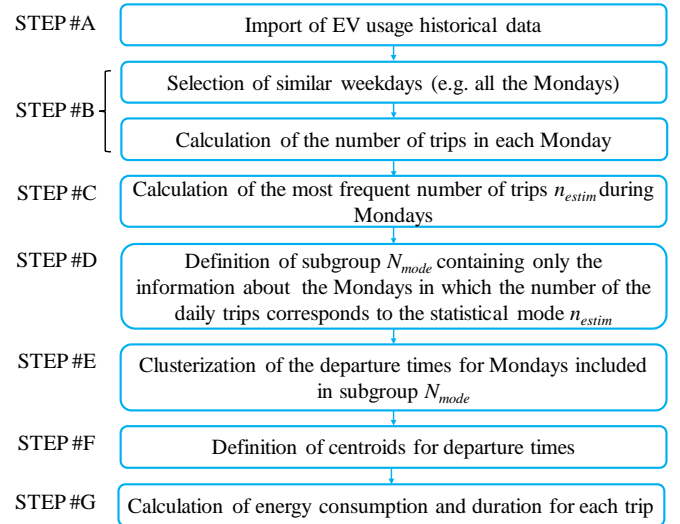 STEP #A
Import of EV usage historical data
STEP #B
Selection of similar weekdays (e.g. all the Mondays)
Calculation of the number of trips in each Monday
STEP #C
Calculation of the most frequent number of trips n_estim during
Mondays
STEP #D
Definition of subgroup N_mode containing only the
information about the Mondays in which the number of the
daily trips corresponds to the statistical mode n_estim
STEP #E
Clusterization of the departure times for Mondays included
in subgroup N_mode
STEP #F
Definition of centroids for departure times
STEP #G
Calculation of energy consumption and duration for each trip